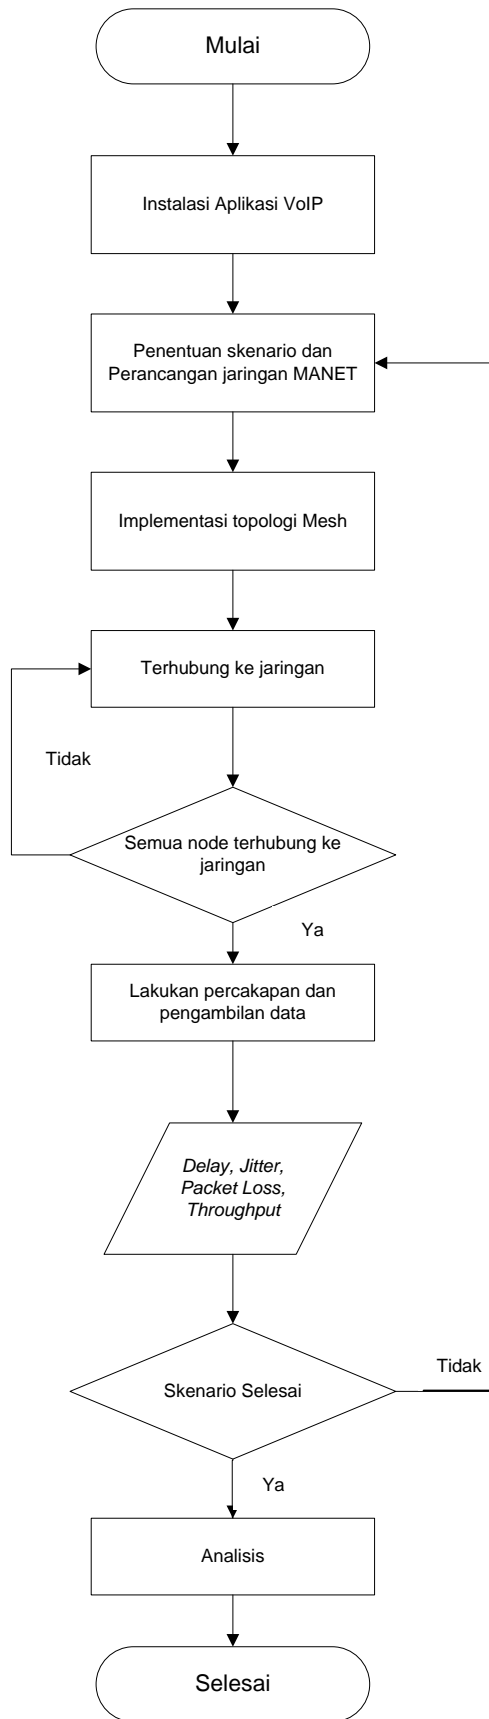 Mulai
Instalasi Aplikasi VoIP
Penentuan skenario dan
Perancangan jaringan MANET
Implementasi topologi Mesh
Terhubung ke jaringan
Tidak
Semua node terhubung ke
jaringan
Ya
Lakukan percakapan dan
pengambilan data
Delay, Jitter,
Packet Loss,
Throughput
Skenario Selesai
Tidak
Ya
Analisis
Selesai